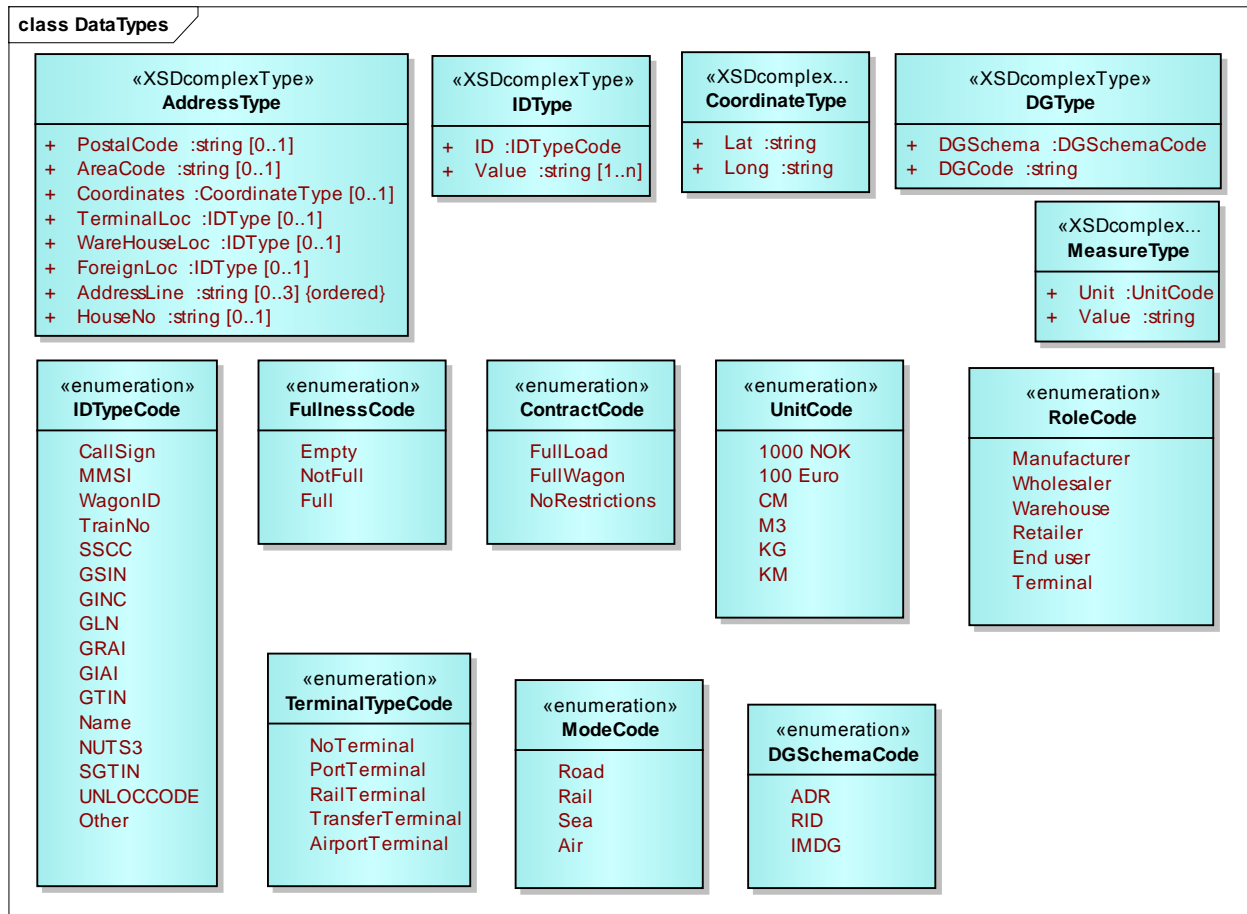 class DataTypes
«XSDcomplexType»
AddressType
+ PostalCode :string [0..1]
+ AreaCode :string [0..1]
+ Coordinates :CoordinateType [0..1]
+ TerminalLoc :IDType [0..1]
+ WareHouseLoc :IDType [0..1]
+ ForeignLoc :IDType [0..1]
+ AddressLine :string [0..3] {ordered}
+ HouseNo :string [0..1]
«XSDcomplexType»
IDType
+ ID :IDTypeCode
+ Value :string [1..n]
«XSDcomplex...
CoordinateType
+ Lat :string
+ Long :string
«XSDcomplexType»
DGType
+ DGSchema :DGSchemaCode
+ DGCode :string
«XSDcomplex...
MeasureType
+ Unit :UnitCode
+ Value :string
«enumeration»
IDTypeCode
CallSign
MMSI
WagonID
TrainNo
SSCC
GSIN
GINC
GLN
GRAI
GIAI
GTIN
Name
NUTS3
SGTIN
UNLOCCODE
Other
«enumeration»
FullnessCode
Empty
NotFull
Full
«enumeration»
ContractCode
FullLoad
FullWagon
NoRestrictions
«enumeration»
UnitCode
1000 NOK
100 Euro
CM
M3
KG
KM
«enumeration»
RoleCode
Manufacturer
Wholesaler
Warehouse
Retailer
End user
Terminal
«enumeration»
TerminalTypeCode
NoTerminal
PortTerminal
RailTerminal
TransferTerminal
AirportTerminal
«enumeration»
ModeCode
Road
Rail
Sea
Air
«enumeration»
DGSchemaCode
ADR
RID
IMDG